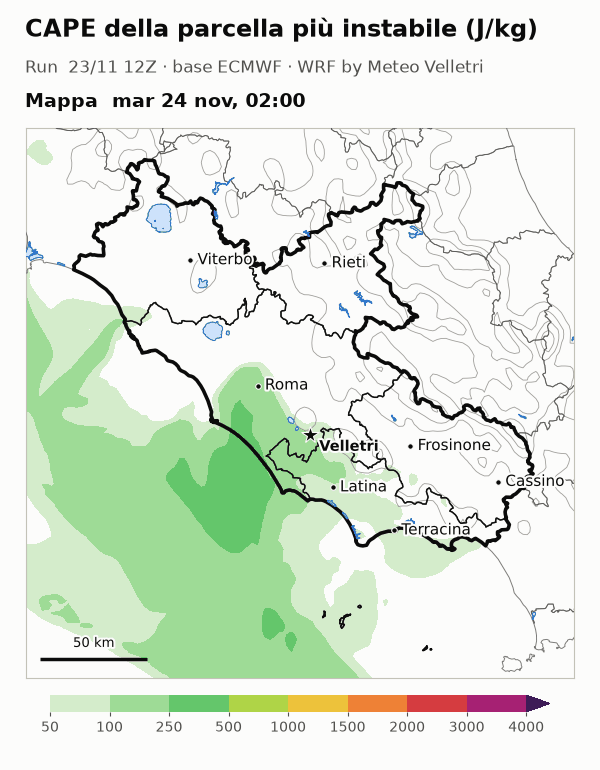 CAPE della parcella più instabile (J/kg)
Run  23/11 12Z · base ECMWF · WRF by Meteo Velletri
Mappa  mar 24 nov, 02:00
Viterbo
Rieti
Roma
Velletri
Frosinone
Cassino
Latina
Terracina
50 km
50 100 250 500 1000 1500 2000 3000 4000